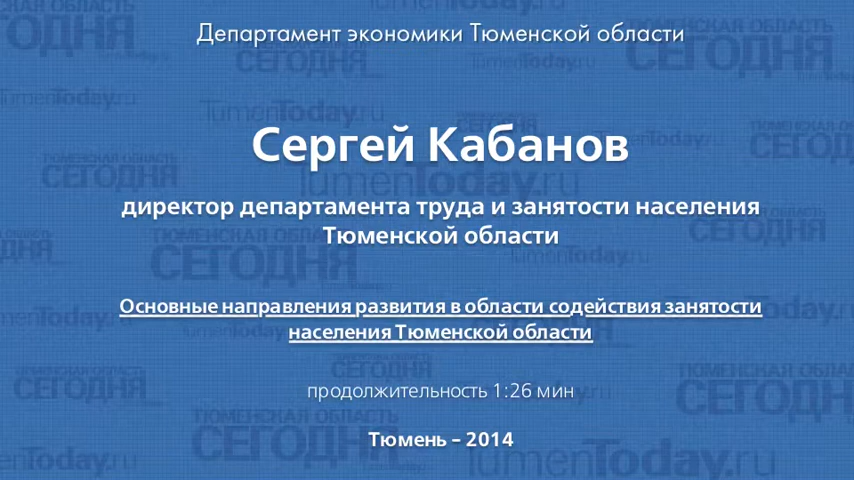 Департамент экономики Тюменской области
Сергей Кабанов
директор департамента труда и занятости населения
Тюменской области
Основные направления развития в области содействия занятости
населения Тюменской области
продолжительность 1:26 мин
Тюмень – 2014